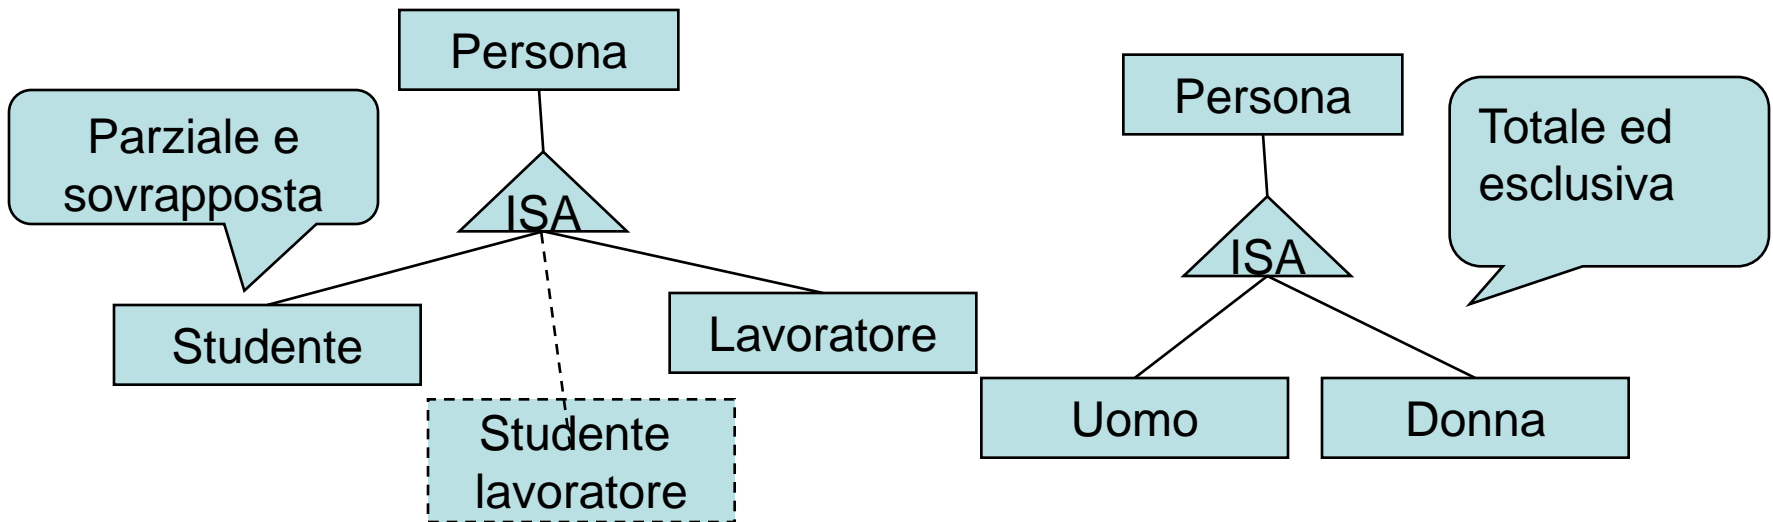 Persona
Parziale e
sovrapposta
ISA
Studente
Lavoratore
Studente
lavoratore
Persona
Totale ed
esclusiva
ISA
Uomo
Donna